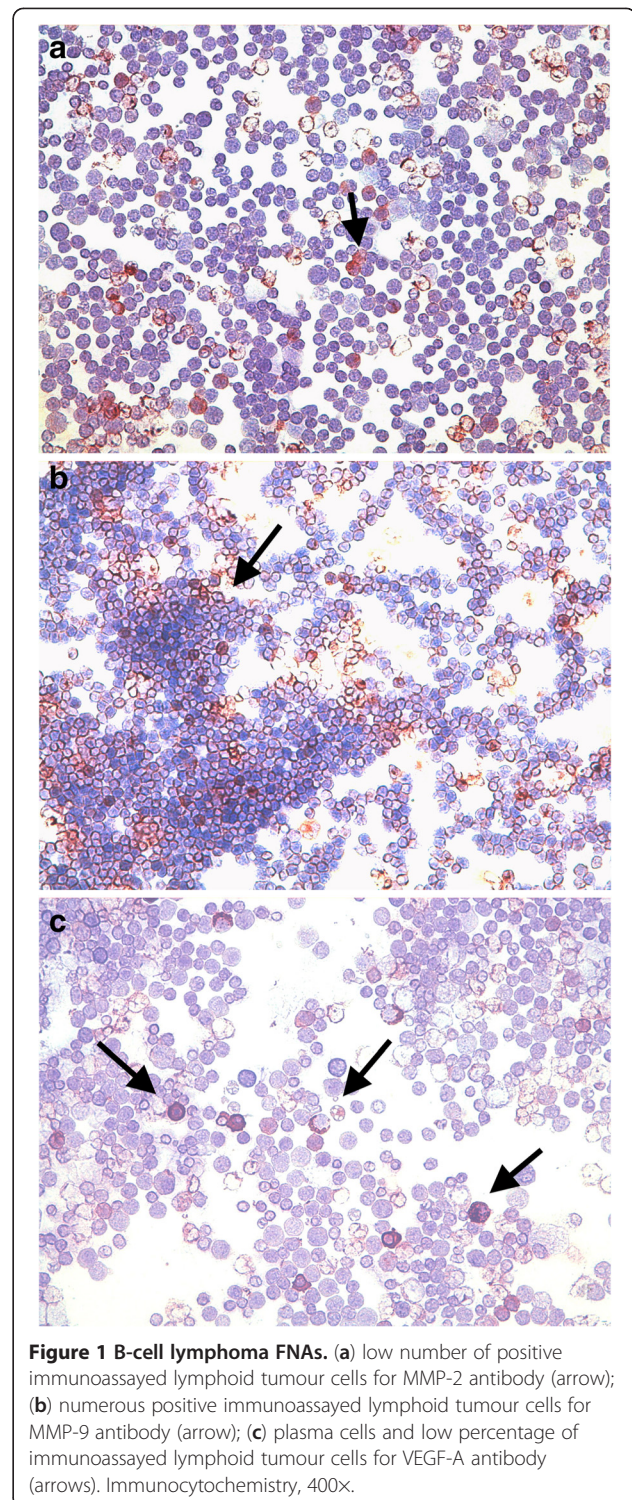 a
b
c
Figure 1 B-cell lymphoma FNAs. (a) low number of positive
immunoassayed lymphoid tumour cells for MMP-2 antibody (arrow);
(b) numerous positive immunoassayed lymphoid tumour cells for
MMP-9 antibody (arrow); (c) plasma cells and low percentage of
immunoassayed lymphoid tumour cells for VEGF-A antibody
(arrows). Immunocytochemistry, 400×.